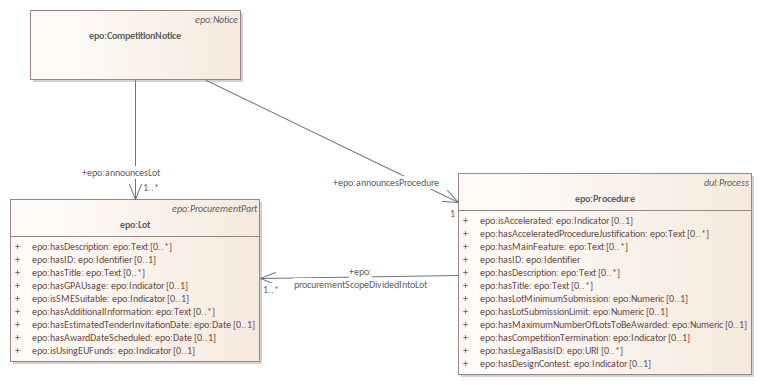 epo:Notice
epo:CompetitionNotice
+epo:announcesLot
1..*
+epo:announcesProcedure
1
epo:ProcurementPart
epo:Lot
+ epo:hasDescription: epo:Text [0..*]
+ epo:hasID: epo:Identifier [0..1]
+ epo:hasTitle: epo:Text [0..*]
+ epo:hasGPAUsage: epo:Indicator [0..1]
+ epo:isSMESuitable: epo:Indicator [0..1]
+ epo:hasAdditionalInformation: epo:Text [0..*]
+ epo:hasEstimatedTenderInvitationDate: epo:Date [0..1]
+ epo:hasAwardDateScheduled: epo:Date [0..1]
+ epo:isUsingEUFunds: epo:Indicator [0..1]
+epo:
procurementScopeDividedIntoLot
1..*
dul:Process
epo:Procedure
+ epo:isAccelerated: epo:Indicator [0..1]
+ epo:hasAcceleratedProcedureJustification: epo:Text [0..*]
+ epo:hasMainFeature: epo:Text [0..*]
+ epo:hasID: epo:Identifier
+ epo:hasDescription: epo:Text [0..*]
+ epo:hasTitle: epo:Text [0..*]
+ epo:hasLotMinimumSubmission: epo:Numeric [0..1]
+ epo:hasLotSubmissionLimit: epo:Numeric [0..1]
+ epo:hasMaximumNumberOfLotsToBeAwarded: epo:Numeric [0..1]
+ epo:hasCompetitionTermination: epo:Indicator [0..1]
+ epo:hasLegalBasisID: epo:URI [0..*]
+ epo:hasDesignContest: epo:Indicator [0..1]